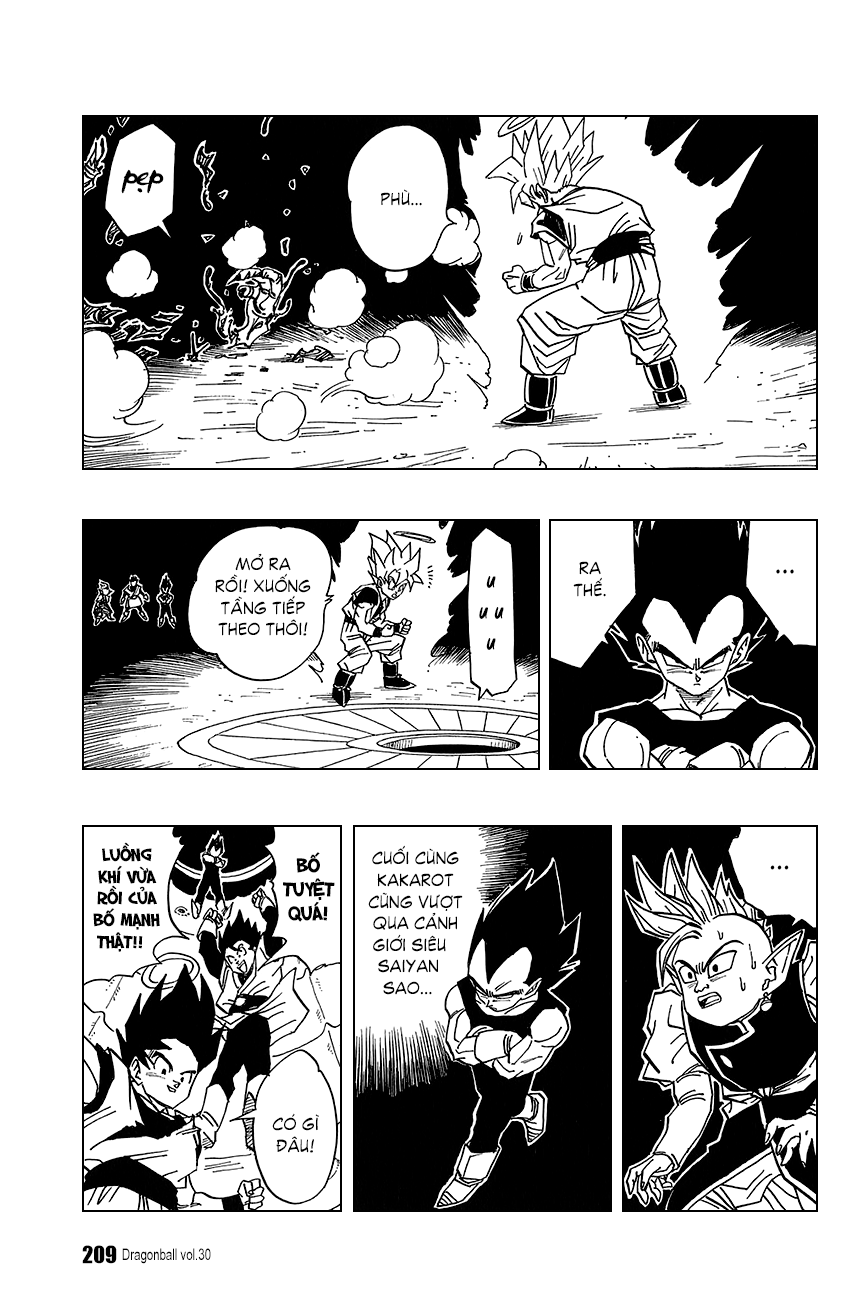 PHÙ...
PẸP
...
RA
THẾ.
U
U U
U
MỞ RA
RỒI! XUỐNG
TẦNG TIẾP
THEO THÔI!
...
CUỐI CÙNG
KAKAROT
CŨNG VƯỢT
QUA CẢNH
GIỚI SIÊU
SAIYAN
SAO...
BỐ
TUYỆT
QUÁ!
LUỒNG
KHÍ VỪA
RỒI CỦA
BỐ MẠNH
THẬT!!
CÓ GÌ
ĐÂU!
209 Dragonball vol.30